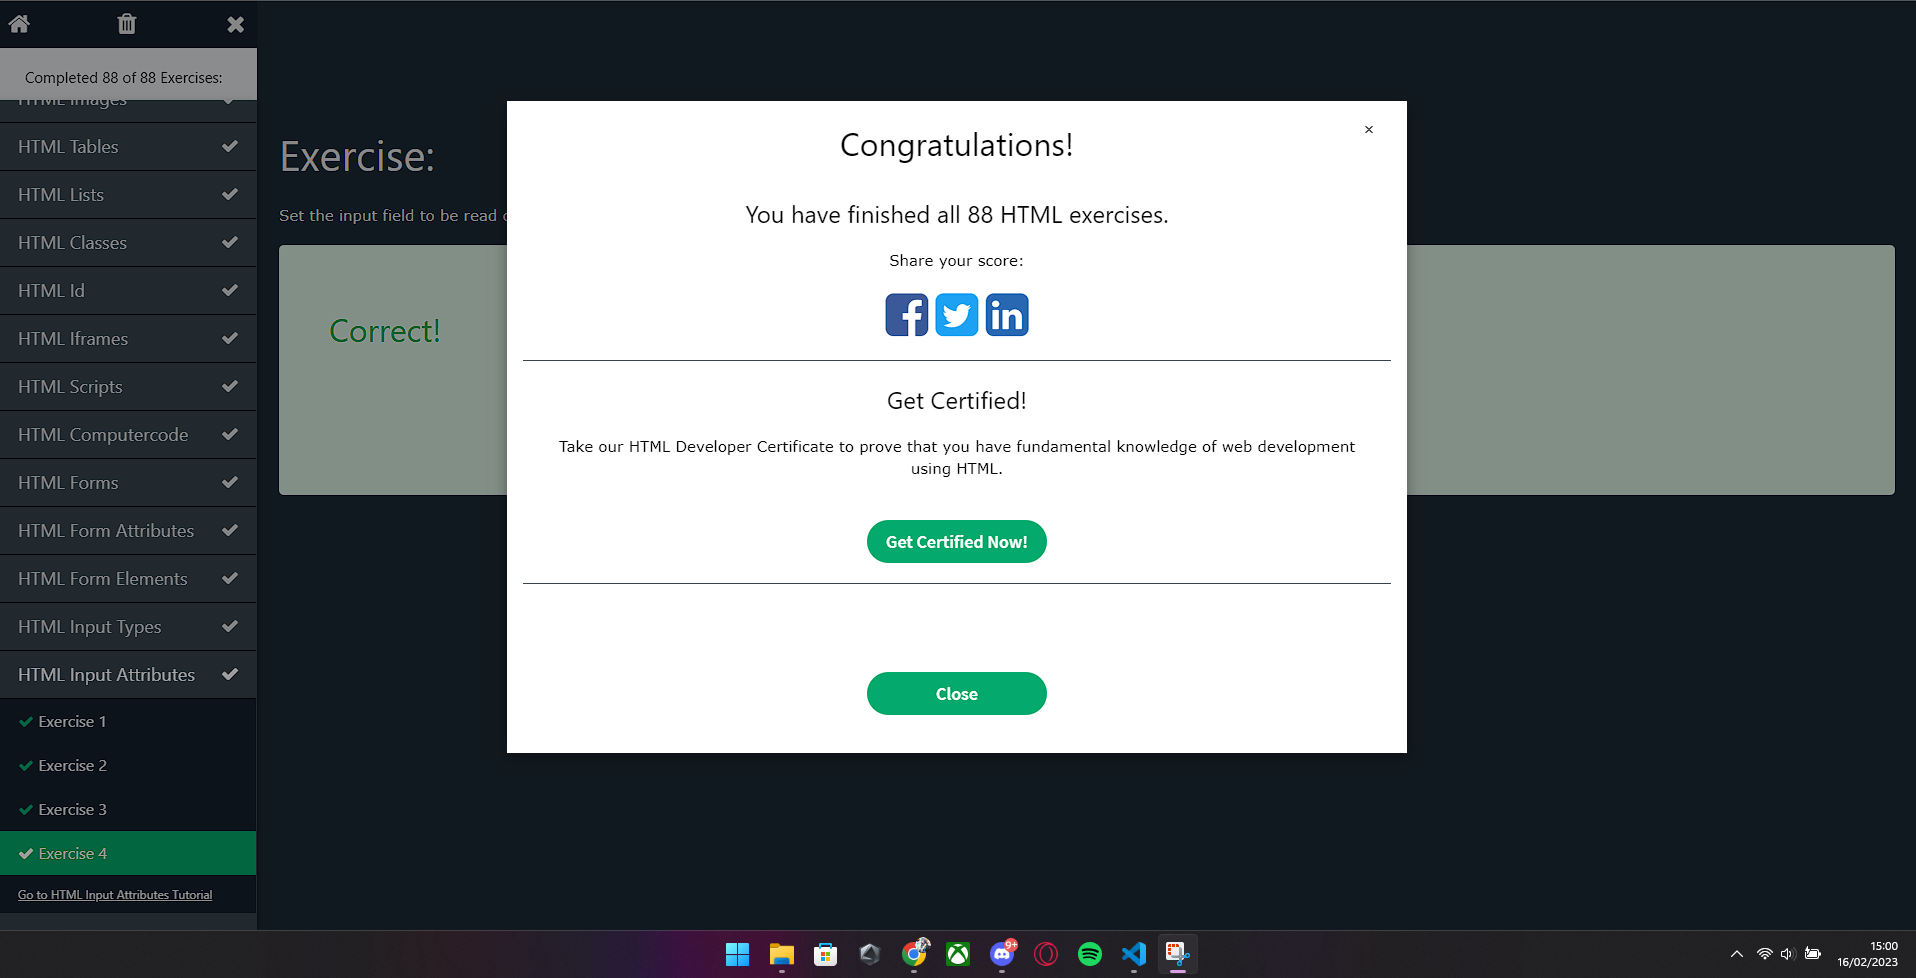 Completed 88 of 88 Exercises:
HTML Images
HTML Tables
HTML Lists
HTML Classes
HTML Id
HTML Iframes
HTML Scripts
HTML Computercode
HTML Forms
HTML Form Attributes
HTML Form Elements
HTML Input Types
HTML Input Attributes
Exercise 1
Exercise 2
Exercise 3
Exercise 4
Go to HTML Input Attributes Tutorial
Exercise:
Set the input field to be read
Correct!
×
Congratulations!
You have finished all 88 HTML exercises.
Share your score:
Get Certified!
Take our HTML Developer Certificate to prove that you have fundamental knowledge of web development
using HTML.
Get Certified Now!
Close
9+
15:00
16/02/2023